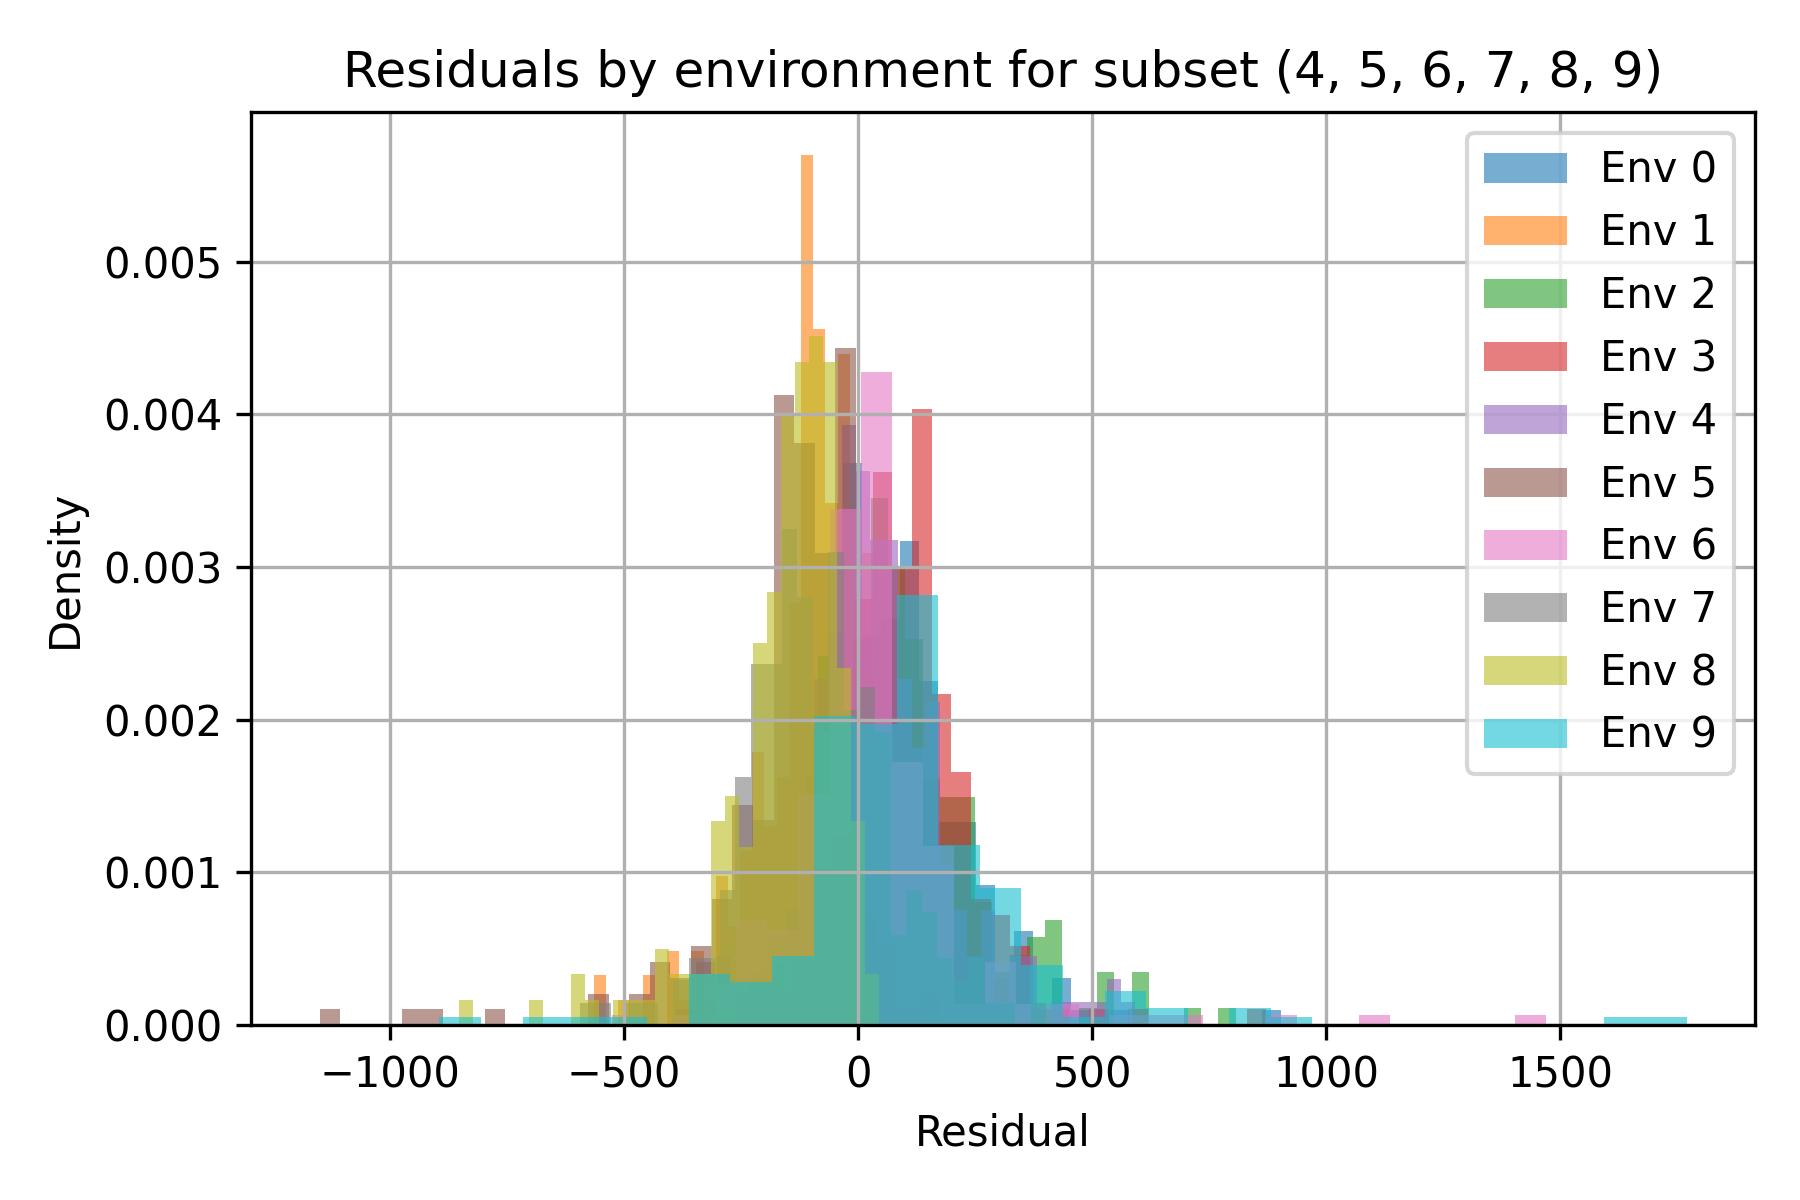 Residuals by environment for subset (4, 5, 6, 7, 8, 9)
Env 0
Env 1
Env 2
Env 3
Env 4
Env 5
Env 6
Env 7
Env 8
Env 9
0.005
0.004
0.003
0.002
0.001
0.000
Density
−1000
−500
0
500
1000
1500
Residual